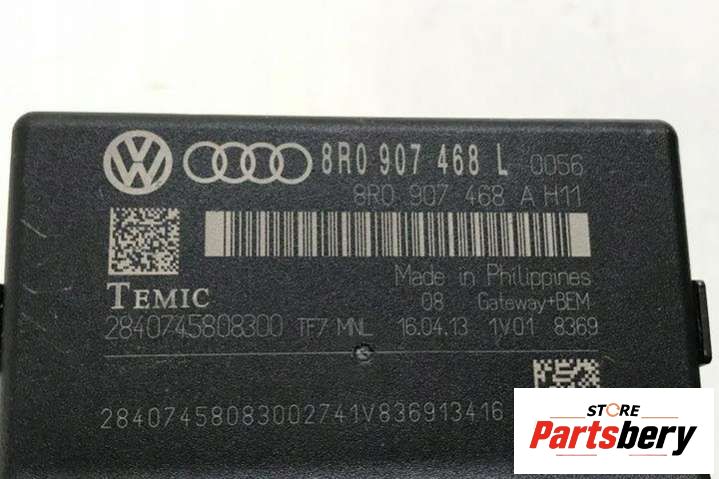 8R0 907 468 L 0056
8R0 907 468 A H11
Made in Philippines
TEMIC 08 Gateway+BEM
2840745808300 TF7 MNL 16.04.13 1V01 8369
28407458083002741V836913416
STORE
Partsbery